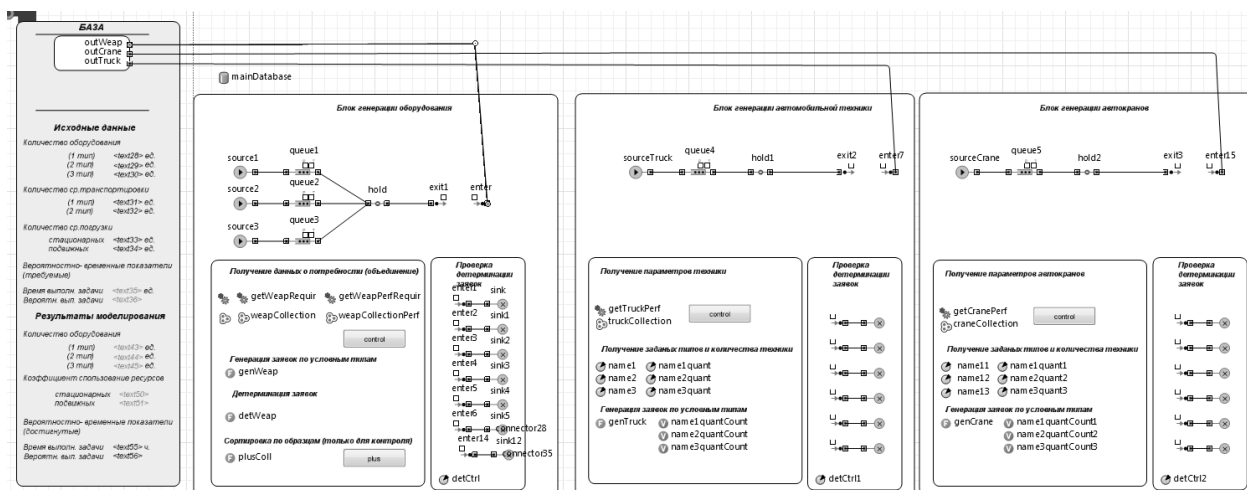 БАЗА
outWeap
outCrane
outTruck
Исходные данные
Количество оборудования
(1 тип) <text28> ед.
(2 тип) <text29> ед.
(3 тип) <text30> ед.
Количество ср.транспортировки
(1 тип) <text31> ед.
(2 тип) <text32> ед.
Количество ср.погрузки
стационарных <text33> ед.
подвижных <text34> ед.
Вероятностно- временные показатели
(требуемые)
Время выполн. задачи <text35> ед.
Вероятн. вып. задачи <text36>
Результаты моделирования
Количество оборудования
(1 тип) <text43> ед.
(2 тип) <text44> ед.
(3 тип) <text45> ед.
Коэффициент спользование ресурсов
стационарных <text50>
подвижных <text51>
Вероятностно- временные показатели
(достигнутые)
Время выполн. задачи <text55> ч.
Вероятн. вып. задачи <text56>
mainDatabase
Блок генерации оборудования
source1
queue1
source2
queue2
source3
queue3
hold
exit1
enter
Получение данных о потребности (объединение)
getWeapRequir
getWeapPerfRequir
weapCollection
weapCollectionPerf
control
Генерация заявок по условным типам
genWeap
Детерминация заявок
detWeap
Сортировка по образцам (только для контроля)
plusColl
plus
Проверка
детерминации
заявок
enter1 sink
enter2 sink1
enter3 sink2
enter4 sink3
enter5 sink4
enter6 sink5
connector28
enter14 sink12
connector35
detCtrl
Блок генерации автомобильной техники
sourceTruck
queue4
hold1
exit2
enter7
Получение параметров техники
getTruckPerf
truckCollection
control
Получение заданых типов и количества техники
name1 name1quant
name2 name2quant
name3 name3quant
Генерация заявок по условным типам
genTruck
name1quantCount
name2quantCount
name3quantCount
Проверка
детерминации
заявок
detCtrl1
Блок генерации автокранов
sourceCrane
queue5
hold2
exit3
enter15
Получение параметров автокранов
getCranePerf
craneCollection
control
Получение заданых типов и количества техники
name11 name1quant1
name12 name2quant2
name13 name3quant3
Генерация заявок по условным типам
genCrane
name1quantCount1
name2quantCount2
name3quantCount3
Проверка
детерминации
заявок
detCtrl2